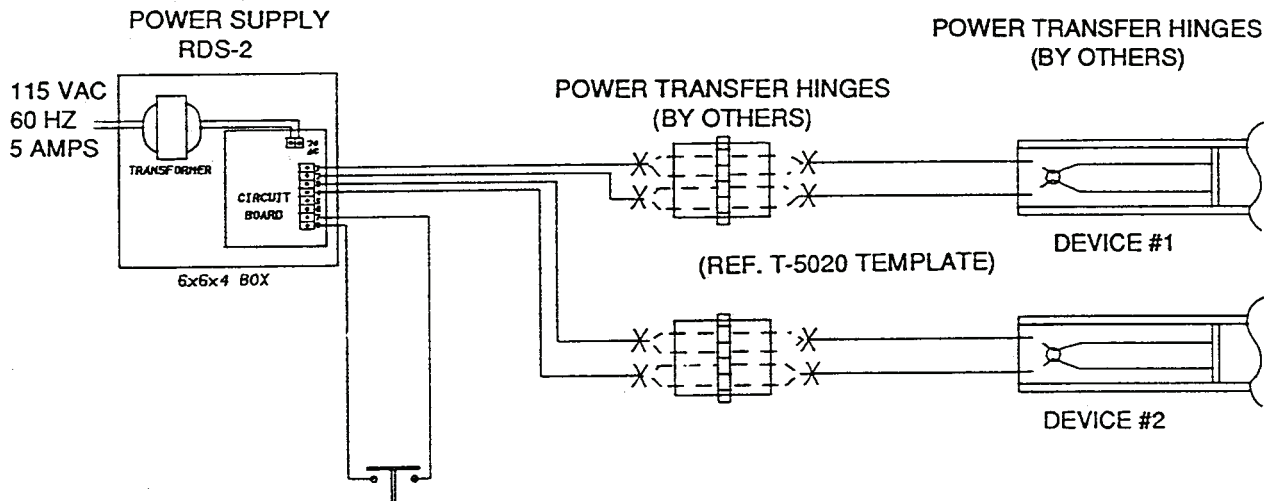 POWER SUPPLY
RDS-2
115 VAC
60 HZ
5 AMPS
TRANSFORMER
CIRCUIT
BOARD
6x6x4 BOX
POWER TRANSFER HINGES
(BY OTHERS)
POWER TRANSFER HINGES
(BY OTHERS)
DEVICE #1
(REF. T-5020 TEMPLATE)
DEVICE #2